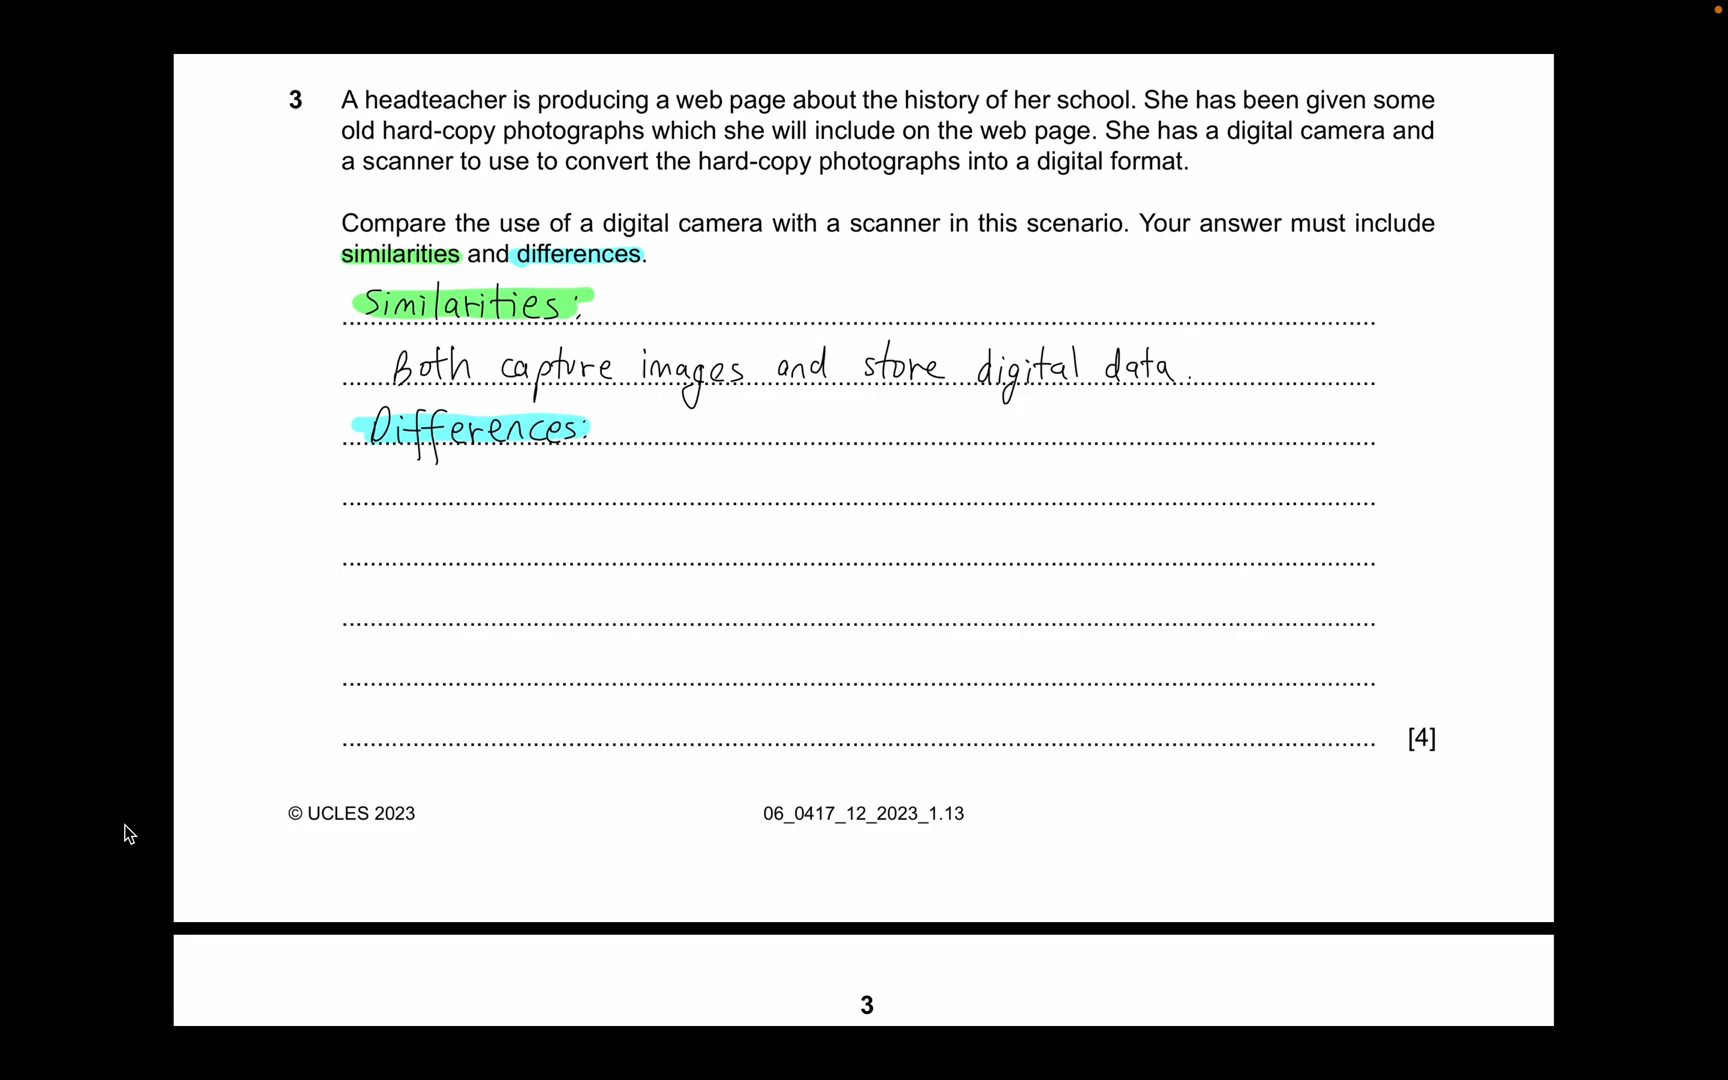 3 A headteacher is producing a web page about the history of her school. She has been given some
old hard-copy photographs which she will include on the web page. She has a digital camera and
a scanner to use to convert the hard-copy photographs into a digital format.
Compare the use of a digital camera with a scanner in this scenario. Your answer must include
similarities and differences.
Similarities:
Both capture images and store digital data.
Differences:
[4]
© UCLES 2023 06_0417_12_2023_1.13
3